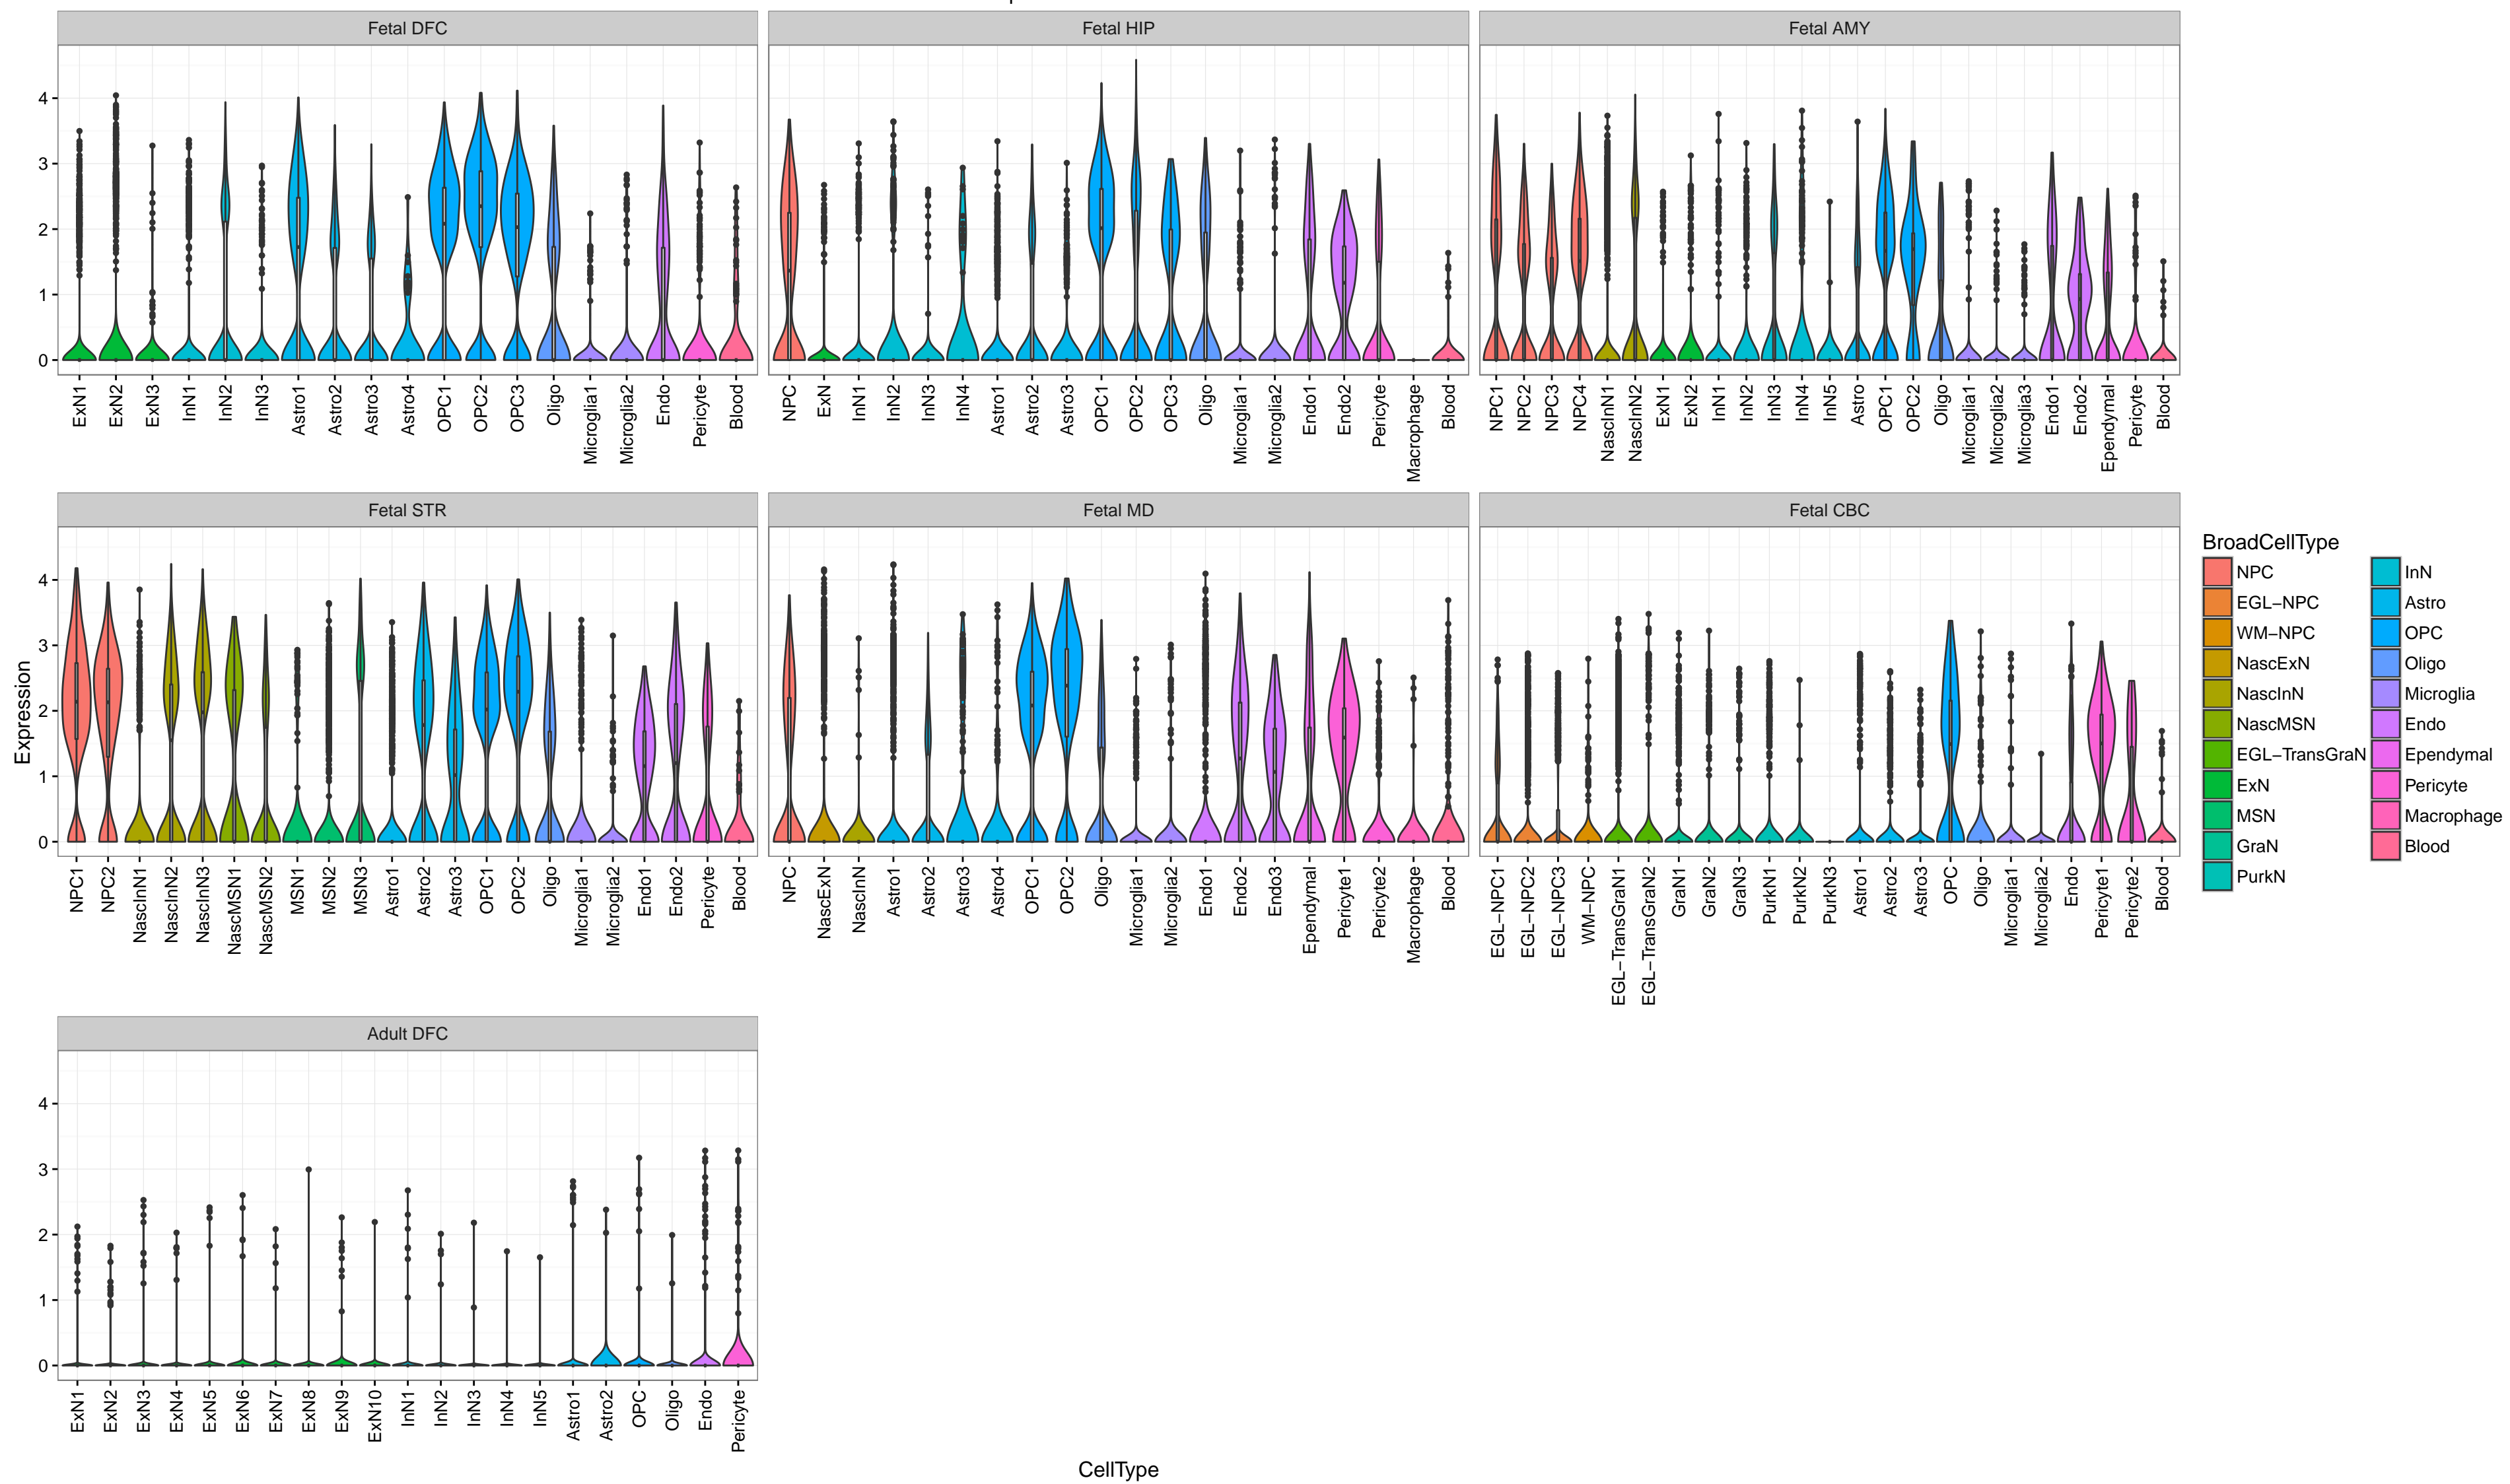 Fetal DFC
Fetal HIP
Fetal AMY
4
3
2
1
0
ExN1 ExN2 ExN3 InN1 InN2 InN3 Astro1 Astro2 Astro3 Astro4 OPC1 OPC2 OPC3 Oligo Microglia1 Microglia2 Endo Pericyte Blood
NPC ExN InN1 InN2 InN3 InN4 Astro1 Astro2 Astro3 OPC1 OPC2 OPC3 Oligo Microglia1 Microglia2 Endo1 Endo2 Pericyte Macrophage Blood
NPC1 NPC2 NPC3 NPC4 NascInN1 NascInN2 ExN1 ExN2 InN1 InN2 InN3 InN4 InN5 Astro OPC1 OPC2 Oligo Microglia1 Microglia2 Microglia3 Endo1 Endo2 Ependymal Pericyte Blood
Fetal STR
Fetal MD
Fetal CBC
Expression
4
3
2
1
0
NPC1 NPC2 NascInN1 NascInN2 NascInN3 NascMSN1 NascMSN2 MSN1 MSN2 MSN3 Astro1 Astro2 Astro3 OPC1 OPC2 Oligo Microglia1 Microglia2 Endo1 Endo2 Pericyte Blood
NPC NascExN NascInN Astro1 Astro2 Astro3 Astro4 OPC1 OPC2 Oligo Microglia1 Microglia2 Endo1 Endo2 Endo3 Ependymal Pericyte1 Pericyte2 Macrophage Blood
EGL−NPC1 EGL−NPC2 EGL−NPC3 WM−NPC EGL−TransGraN1 EGL−TransGraN2 GraN1 GraN2 GraN3 PurkN1 PurkN2 PurkN3 Astro1 Astro2 Astro3 OPC Oligo Microglia1 Microglia2 Endo Pericyte1 Pericyte2 Blood
BroadCellType
NPC
EGL−NPC
WM−NPC
NascExN
NascInN
NascMSN
EGL−TransGraN
ExN
MSN
GraN
PurkN
InN
Astro
OPC
Oligo
Microglia
Endo
Ependymal
Pericyte
Macrophage
Blood
Adult DFC
4
3
2
1
0
ExN1 ExN2 ExN3 ExN4 ExN5 ExN6 ExN7 ExN8 ExN9 ExN10 InN1 InN2 InN3 InN4 InN5 Astro1 Astro2 OPC Oligo Endo Pericyte
CellType